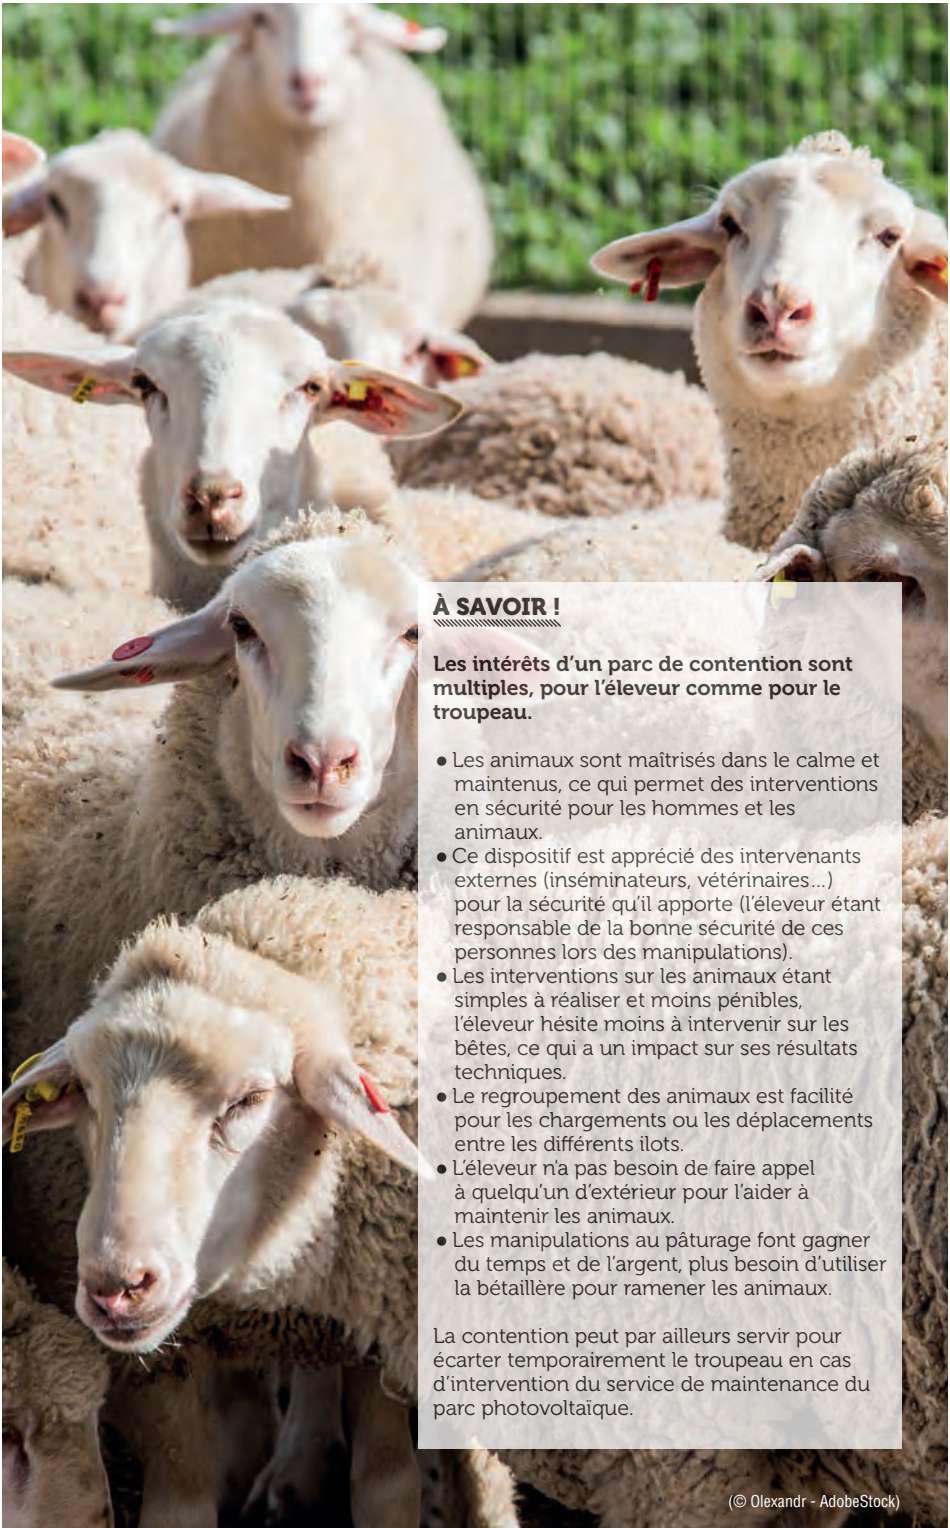 À SAVOIR !
Les intérêts d’un parc de contention sont
multiples, pour l’éleveur comme pour le
troupeau.
● Les animaux sont maîtrisés dans le calme et
maintenus, ce qui permet des interventions
en sécurité pour les hommes et les
animaux.
● Ce dispositif est apprécié des intervenants
externes (inséminateurs, vétérinaires...)
pour la sécurité qu’il apporte (l’éleveur étant
responsable de la bonne sécurité de ces
personnes lors des manipulations).
● Les interventions sur les animaux étant
simples à réaliser et moins pénibles,
l’éleveur hésite moins à intervenir sur les
bêtes, ce qui a un impact sur ses résultats
techniques.
● Le regroupement des animaux est facilité
pour les chargements ou les déplacements
entre les différents ilots.
● L’éleveur n'a pas besoin de faire appel
à quelqu’un d’extérieur pour l’aider à
maintenir les animaux.
● Les manipulations au pâturage font gagner
du temps et de l’argent, plus besoin d’utiliser
la bétaillère pour ramener les animaux.
La contention peut par ailleurs servir pour
écarter temporairement le troupeau en cas
d’intervention du service de maintenance du
parc photovoltaïque.
(© Olexandr - AdobeStock)